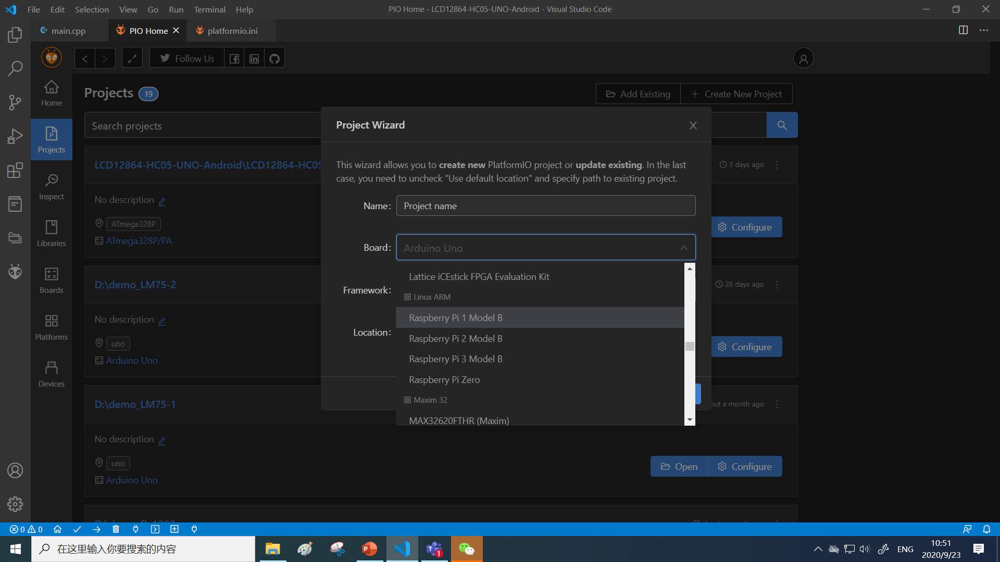 File Edit Selection View Go Run Terminal Help
PIO Home - LCD12864-HC05-UNO-Android - Visual Studio Code
main.cpp
PIO Home
platformio.ini
Follow Us
Home
Projects
Inspect
Libraries
Boards
Platforms
Devices
Projects 19
Add Existing
Create New Project
Search projects
LCD12864-HC05-UNO-Android\LCD12864-HC05
3 days ago
No description
ATmega328P
ATmega328P/PA
Configure
D:\demo_LM75-2
28 days ago
No description
uno
Arduino Uno
Configure
D:\demo_LM75-1
out a month ago
No description
uno
Arduino Uno
Open
Configure
Project Wizard
This wizard allows you to create new PlatformIO project or update existing. In the last
case, you need to uncheck "Use default location" and specify path to existing project.
Name:
Project name
Board:
Arduino Uno
Framework:
Location:
Lattice iCEstick FPGA Evaluation Kit
Linux ARM
Raspberry Pi 1 Model B
Raspberry Pi 2 Model B
Raspberry Pi 3 Model B
Raspberry Pi Zero
Maxim 32
MAX32620FTHR (Maxim)
0 0
在这里输入你要搜索的内容
1
ENG
10:51
2020/9/23